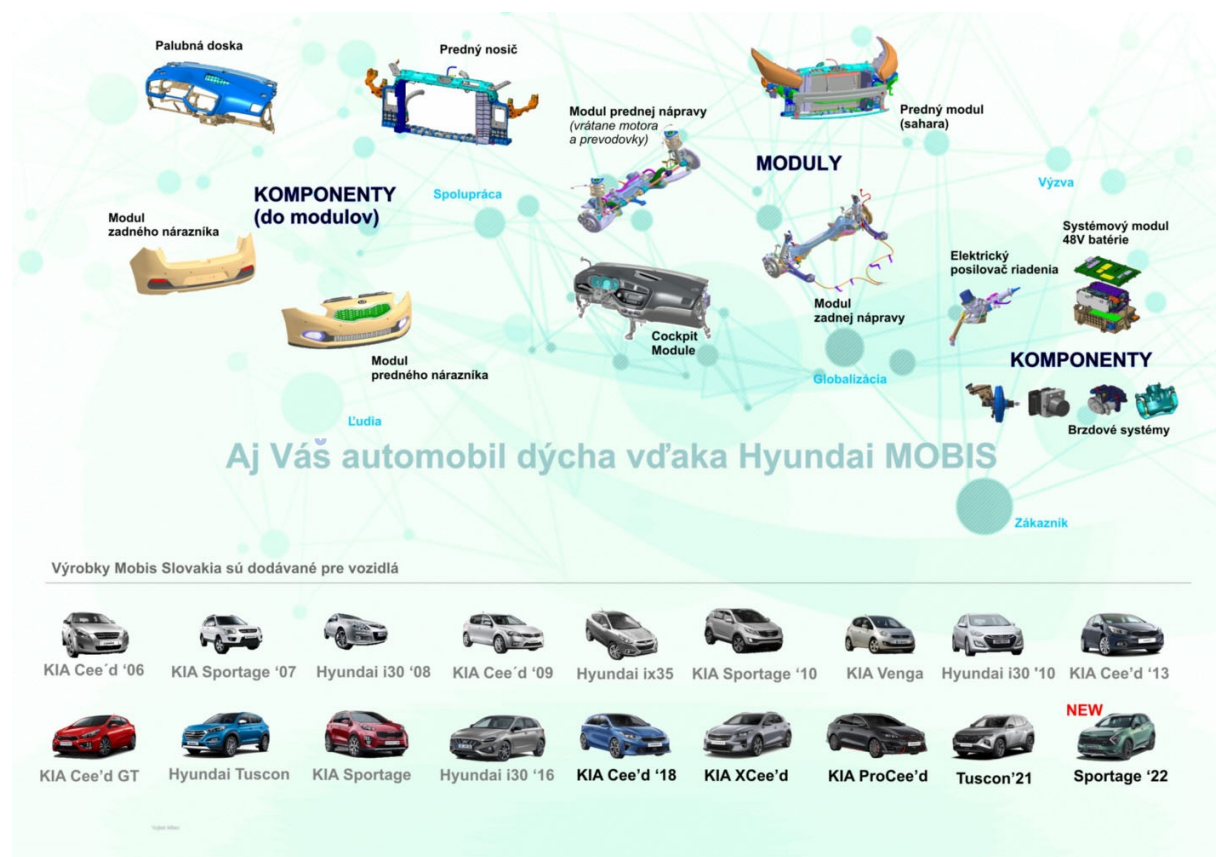 Palubná doska
Predný nosič
Modul prednej nápravy
(vrátane motora
a prevodovky)
Predný modul
(sahara)
MODULY
KOMPONENTY
(do modulov)
Spolupráca
Výzva
Modul
zadného nárazníka
Systémový modul
48V batérie
Elektrický
posilovač riadenia
Modul
zadnej nápravy
Cockpit
Module
Modul
predného nárazníka
KOMPONENTY
Globalizácia
Ľudia
Brzdové systémy
Aj Váš automobil dýcha vďaka Hyundai MOBIS
Zákazník
Výrobky Mobis Slovakia sú dodávané pre vozidlá
KIA Cee´d ‘06
KIA Sportage ‘07
Hyundai i30 ‘08
KIA Cee´d ‘09
Hyundai ix35
KIA Sportage ‘10
KIA Venga
Hyundai i30 '10
KIA Cee’d ‘13
NEW
KIA Cee’d GT
Hyundai Tuscon
KIA Sportage
Hyundai i30 ‘16
KIA Cee’d ‘18
KIA XCee’d
KIA ProCee’d
Tuscon’21
Sportage ‘22